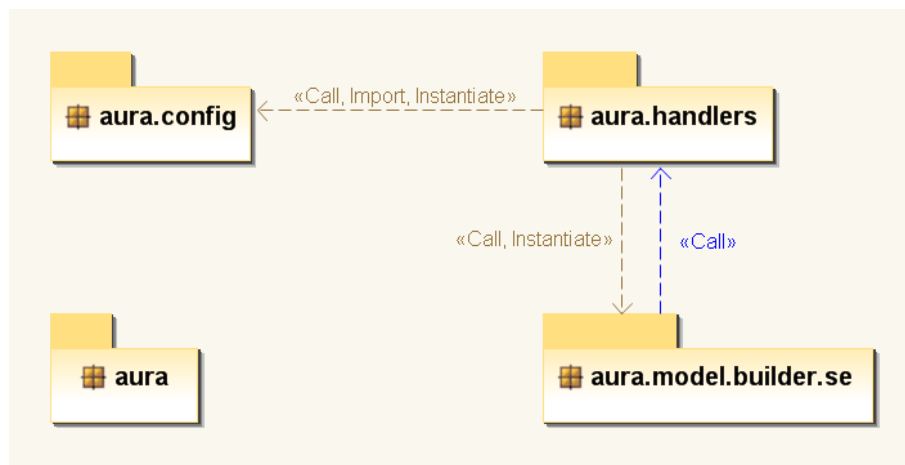 «Call, Import, Instantiate»
aura.config
aura.handlers
«Call, Instantiate»
«Call»
aura
aura.model.builder.se